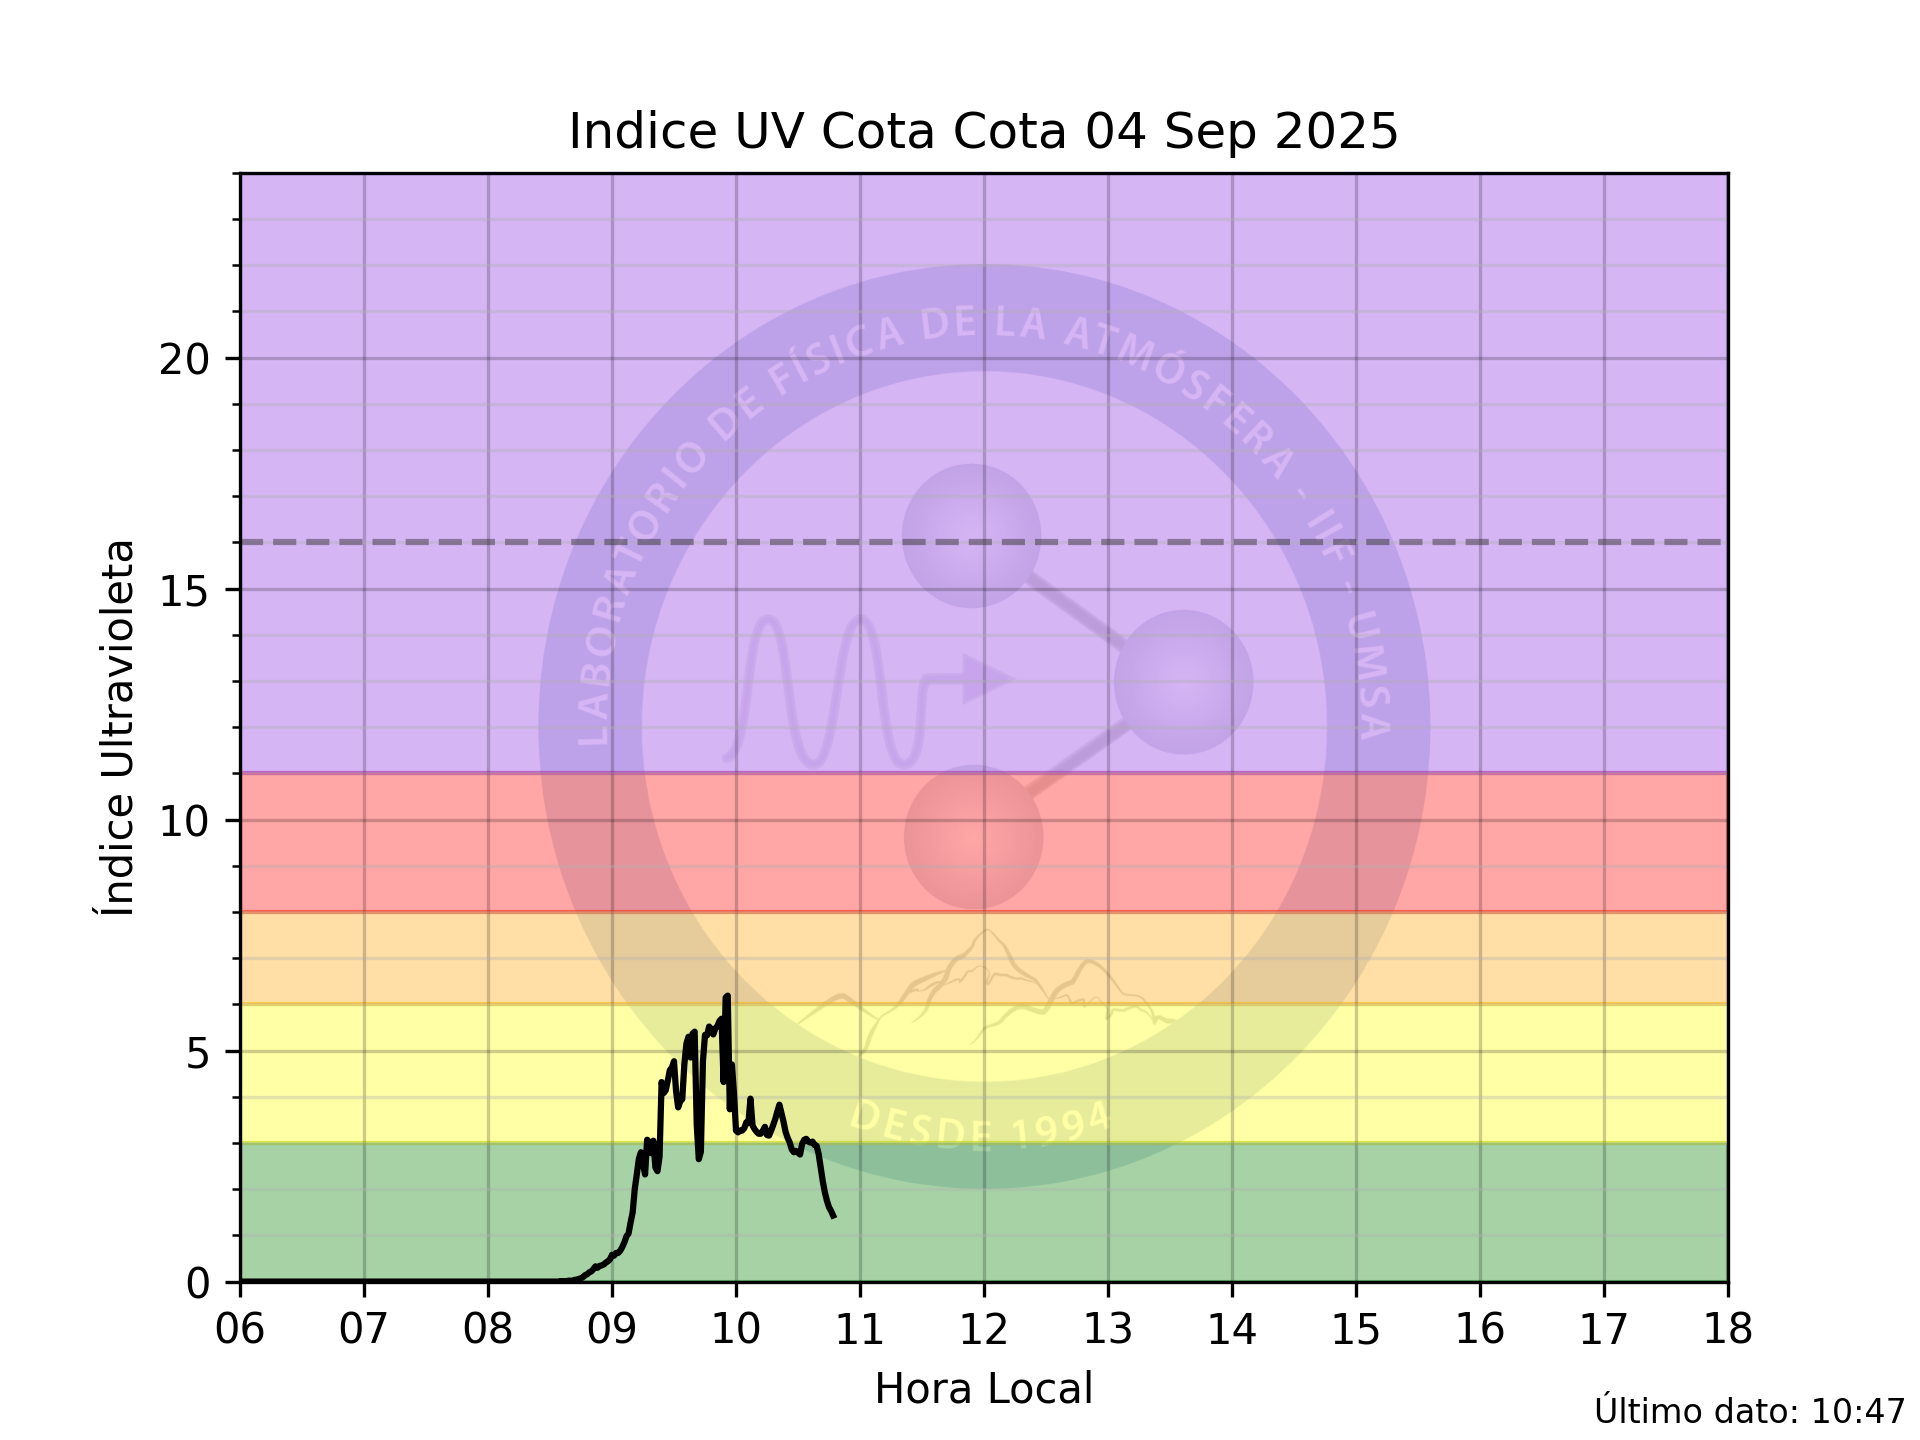 Indice UV Cota Cota 04 Sep 2025
LABORATORIO DE FÍSICA DE LA ATMÓSFERA - IIF - UMSA
DESDE 1994
Índice Ultravioleta
20
15
10
5
0
06 07 08 09 10 11 12 13 14 15 16 17 18
Hora Local
Último dato: 10:47